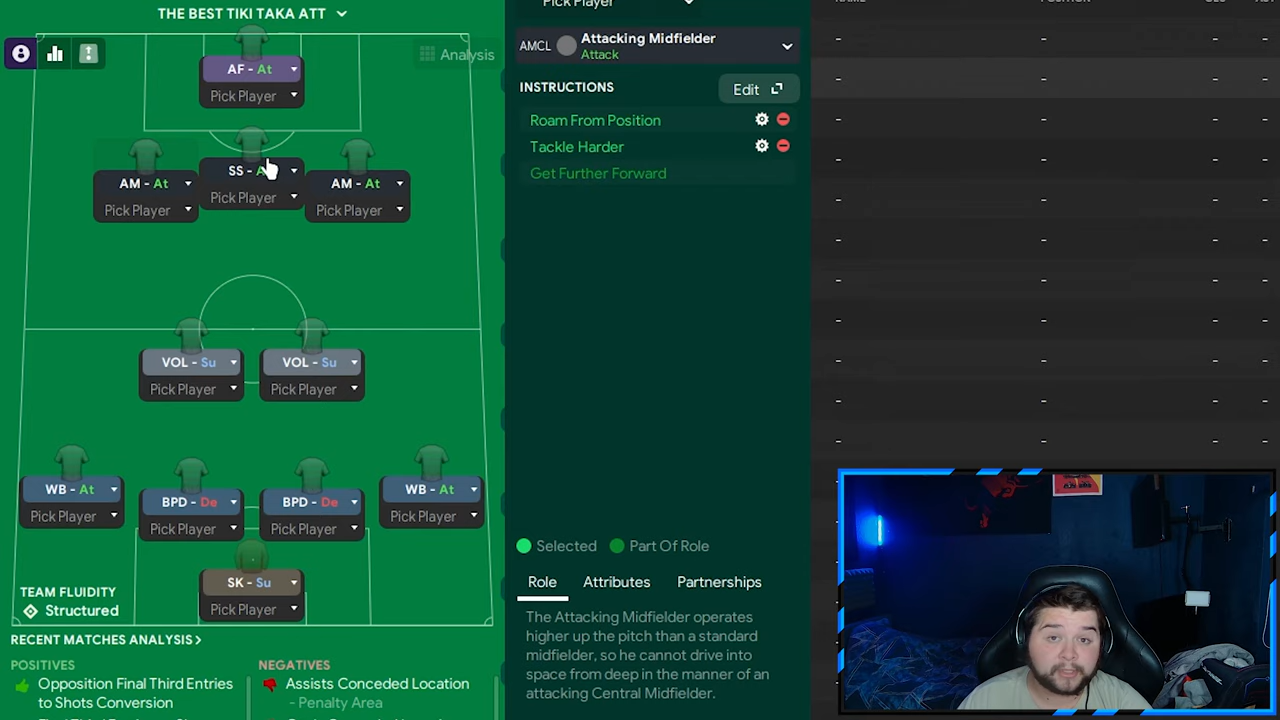 THE BEST TIKI TAKA ATT
Analysis
AF - At
Pick Player
AM - At
Pick Player
SS -
Pick Player
AM - At
Pick Player
VOL - Su
Pick Player
VOL - Su
Pick Player
WB - At
Pick Player
BPD - De
Pick Player
BPD - De
Pick Player
WB - At
Pick Player
SK - Su
Pick Player
TEAM FLUIDITY
Structured
RECENT MATCHES ANALYSIS >
POSITIVES
Opposition Final Third Entries
to Shots Conversion
NEGATIVES
Assists Conceded Location
- Penalty Area
Pick Player
AMCL
Attacking Midfielder
Attack
INSTRUCTIONS
Edit
Roam From Position
Tackle Harder
Get Further Forward
Selected
Part Of Role
Role
Attributes
Partnerships
The Attacking Midfielder operates
higher up the pitch than a standard
midfielder, so he cannot drive into
space from deep in the manner of an
attacking Central Midfielder.
NAME
POSITION